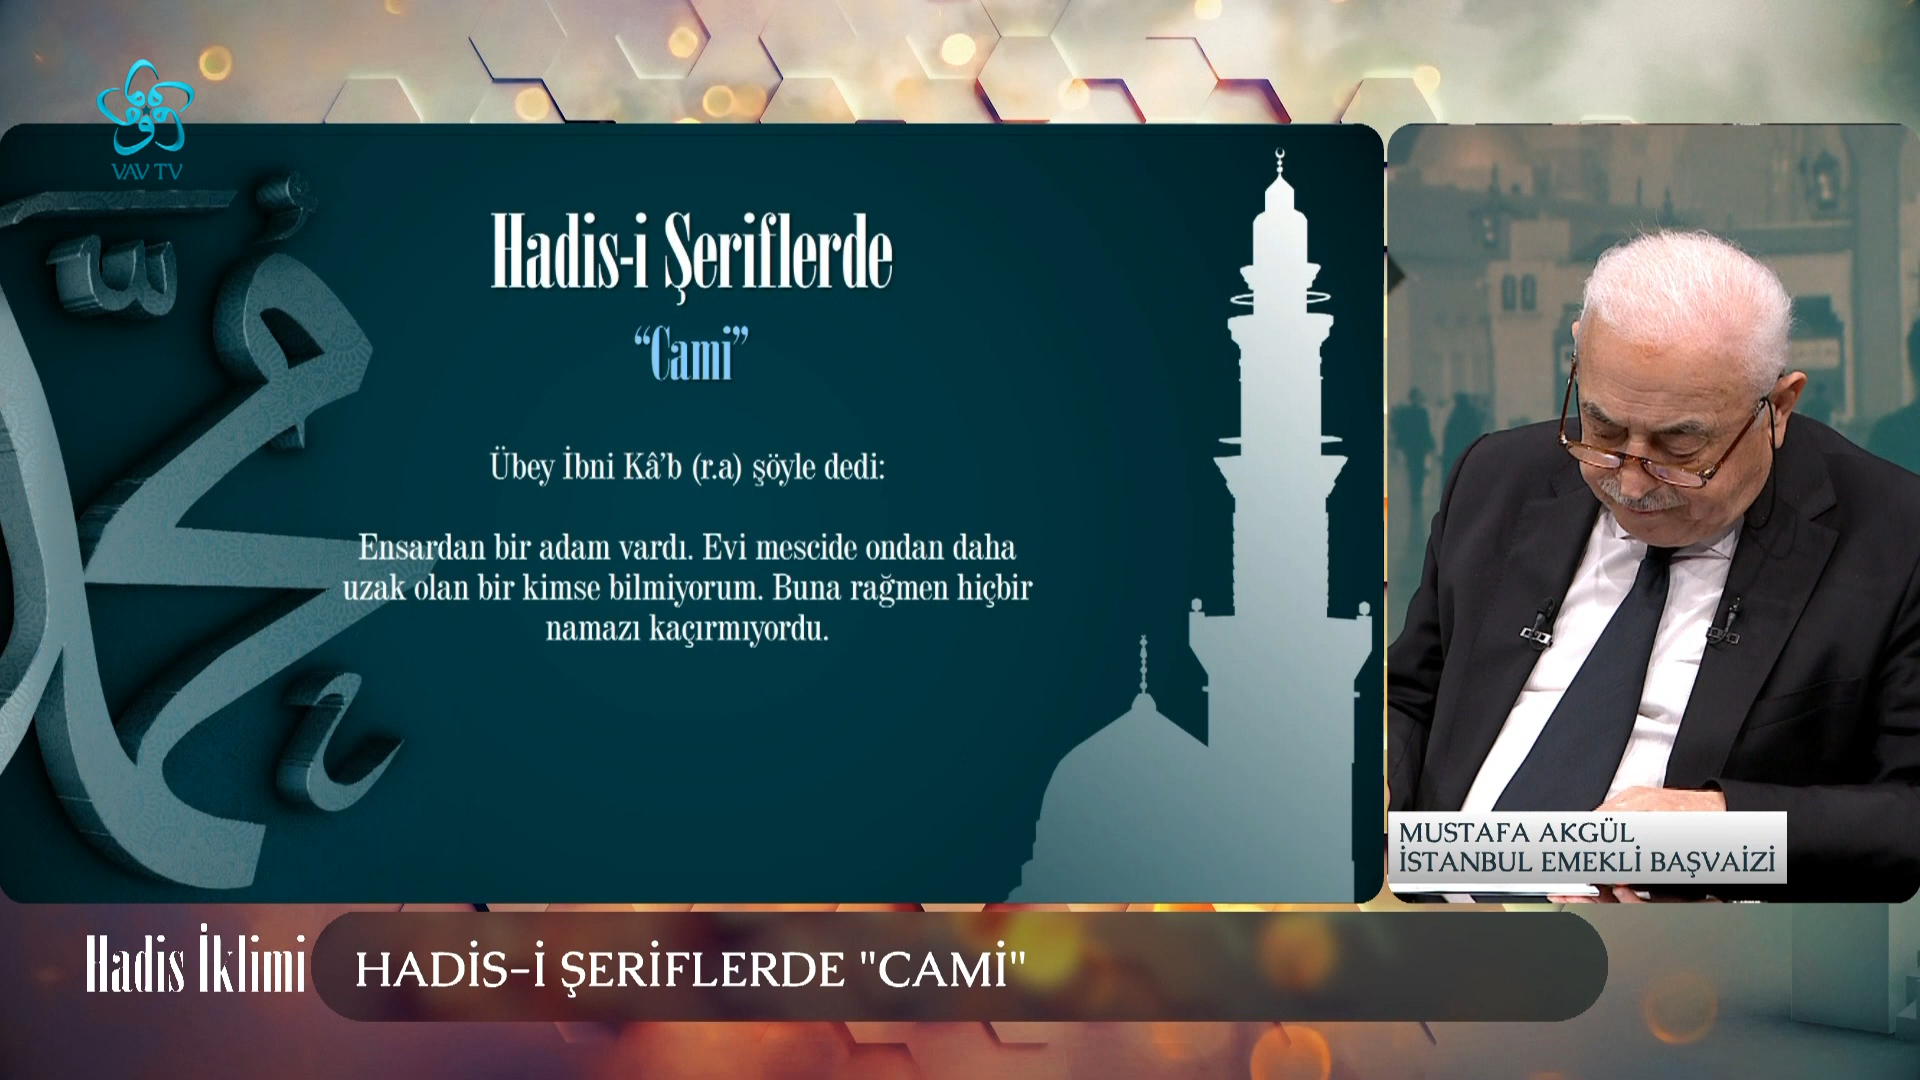 VAV TV
Hadis-i Şeriflerde
“Cami”
Übey İbni Kâ’b (r.a) şöyle dedi:
Ensardan bir adam vardı. Evi mescide ondan daha
uzak olan bir kimse bilmiyorum. Buna rağmen hiçbir
namazı kaçırmıyordu.
MUSTAFA AKGÜL
İSTANBUL EMEKLİ BAŞVAİZİ
Hadis İklimi
HADİS-İ ŞERİFLERDE "CAMİ"